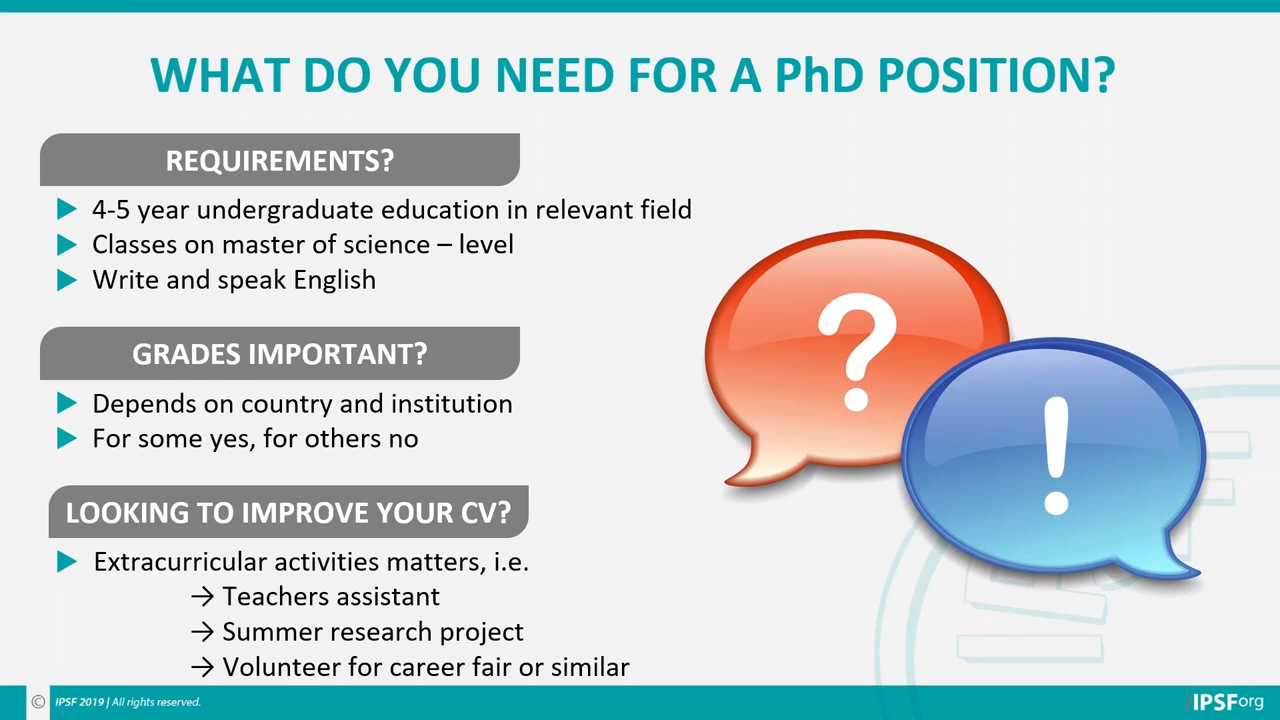 WHAT DO YOU NEED FOR A PhD POSITION?
REQUIREMENTS?
4-5 year undergraduate education in relevant field
Classes on master of science – level
Write and speak English
GRADES IMPORTANT?
Depends on country and institution
For some yes, for others no
LOOKING TO IMPROVE YOUR CV?
Extracurricular activities matters, i.e.
→ Teachers assistant
→ Summer research project
→ Volunteer for career fair or similar
? !
© IPSF 2019 | All rights reserved.
/IPSForg